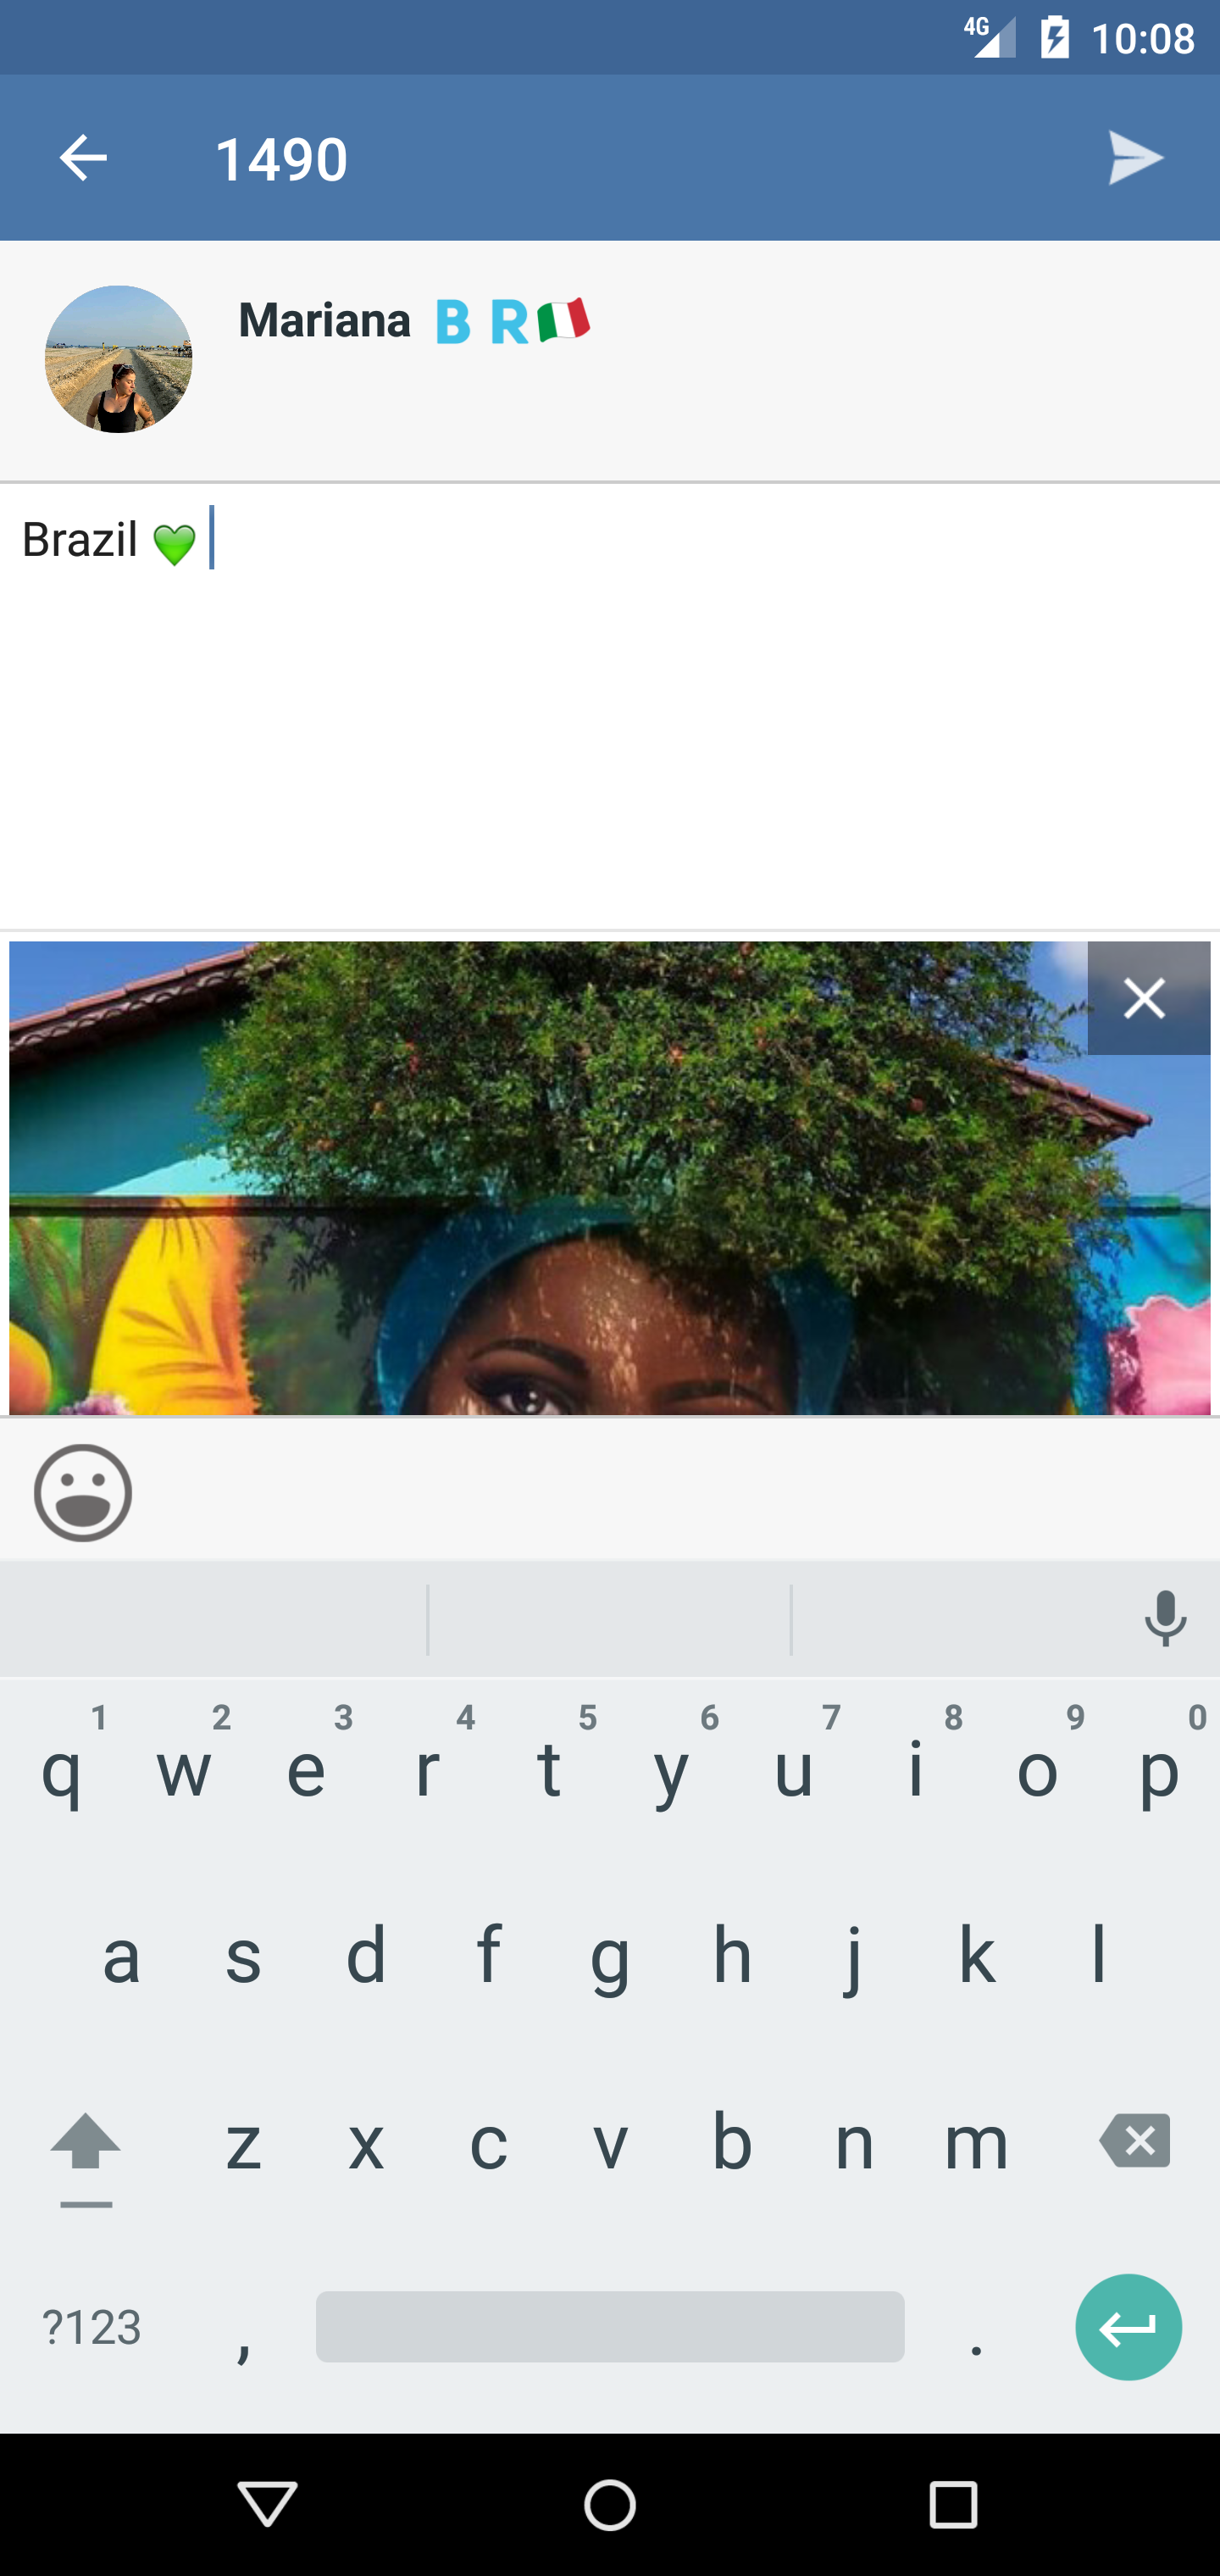 4G 10:08
1490
Mariana 🇧 🇷🇮🇹
Brazil 💚
1 2 3 4 5 6 7 8 9 0
q w e r t y u i o p
a s d f g h j k l
z x c v b n m
?123 , .